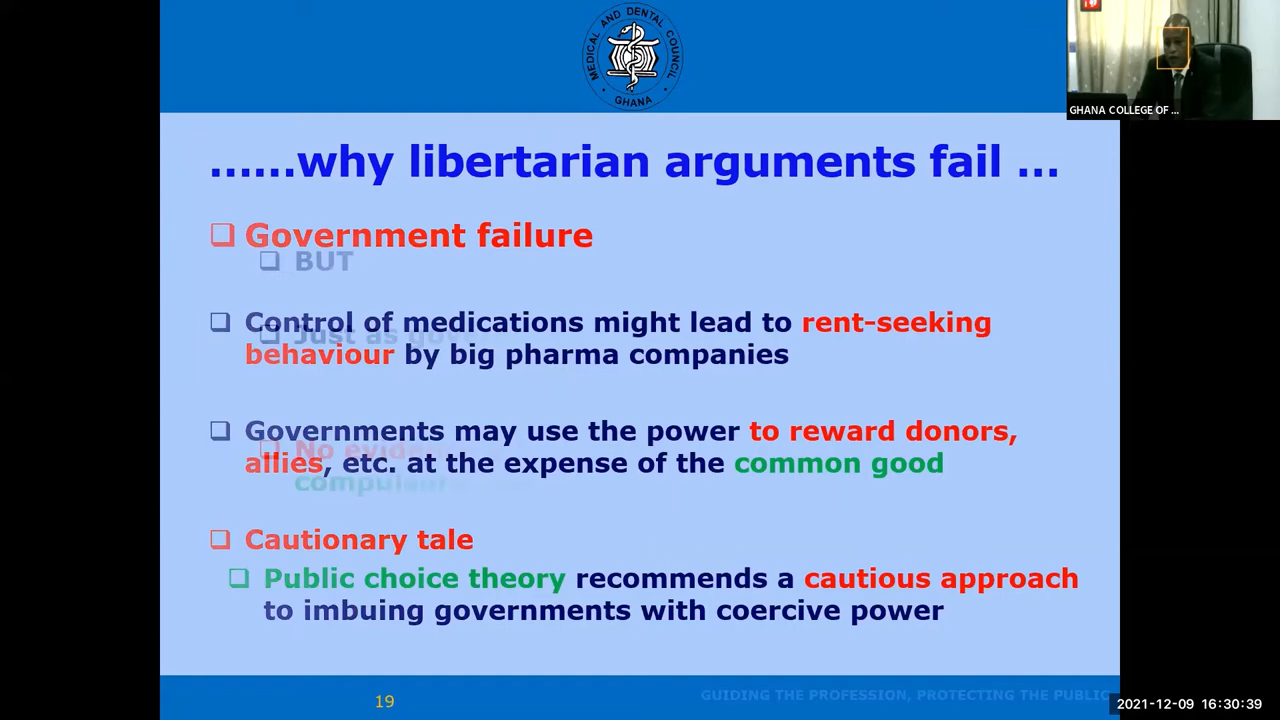 MEDICAL AND DENTAL COUNCIL
GHANA
GHANA COLLEGE OF ...
......why libertarian arguments fail ...
❑ Government failure
❑ BUT
❑ Control of medications might lead to rent-seeking
❑ Just as
behaviour by big pharma companies
❑ Governments may use the power to reward donors,
❑ No
allies, etc. at the expense of the common good
❑ Cautionary tale
❑ Public choice theory recommends a cautious approach
to imbuing governments with coercive power
19
GUIDING THE PROFESSION, PROTECTING THE PUBLIC
2021-12-09 16:30:39